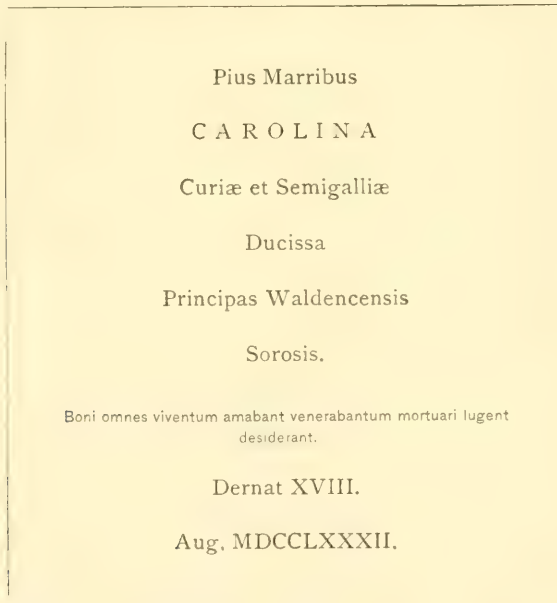 Pius Marribus
CAROLINA
Curiæ et Semigalliæ
Ducissa
Principas Waldencensis
Sorosis.
Boni omnes viventum amabant venerabantum mortuari lugent
desiderant.
Dernat XVIII.
Aug. MDCCLXXXII.